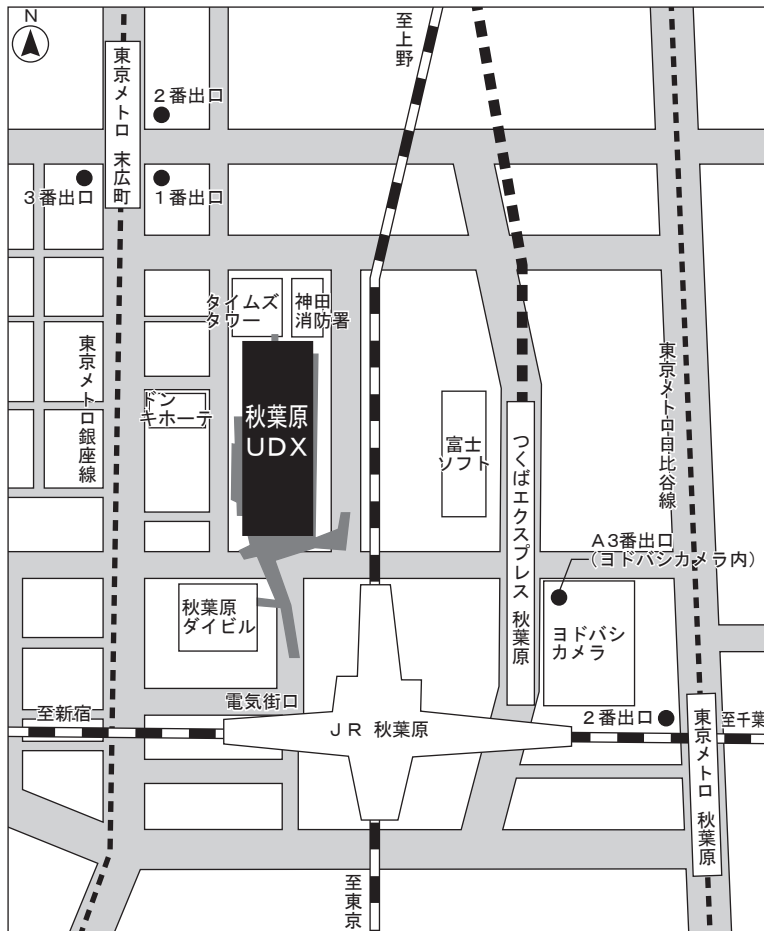 N
至上野
東京メトロ 末広町
2番出口
3番出口
1番出口
タイムズ
タワー
神田
消防署
東京メトロ銀座線
ドン
キホーテ
秋葉原
UDX
富士
ソフト
つくばエクスプレス 秋葉原
東京メトロ日比谷線
A3番出口
(ヨドバシカメラ内)
秋葉原
ダイビル
ヨドバシ
カメラ
電気街口
至新宿
JR 秋葉原
2番出口
至千葉
東京メトロ 秋葉原
至東京